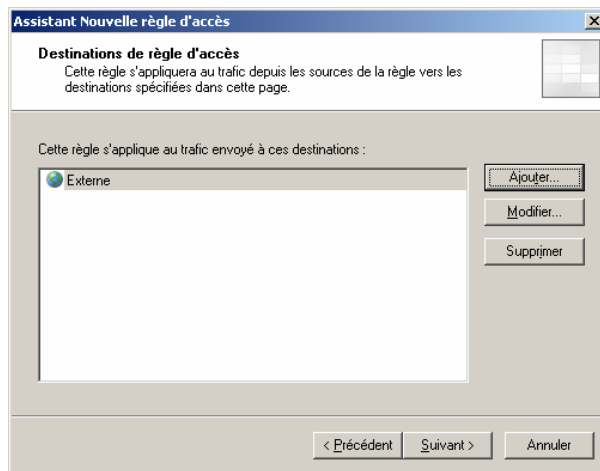 Assistant Nouvelle règle d'accès
Destinations de règle d'accès
Cette règle s'appliquera au trafic depuis les sources de la règle vers les
destinations spécifiées dans cette page.
Cette règle s'applique au trafic envoyé à ces destinations :
Externe
Ajouter...
Modifier...
Supprimer
< Précédent
Suivant >
Annuler